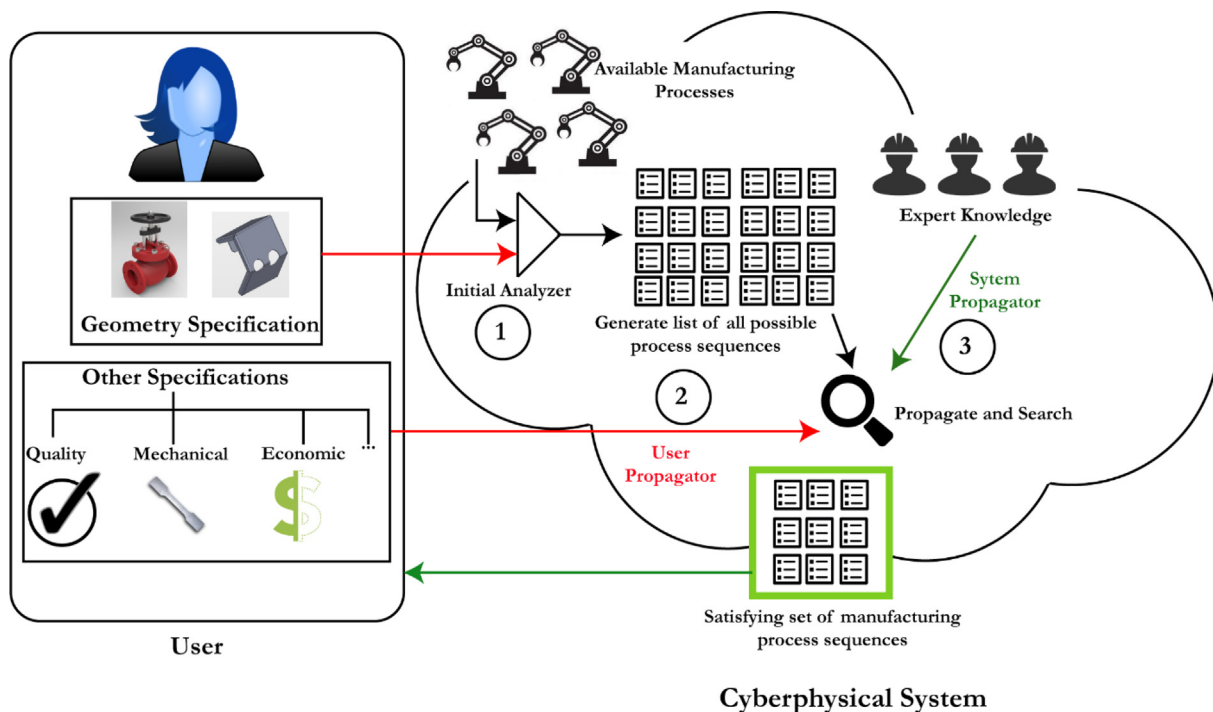 Available Manufacturing
Processes
Expert Knowledge
Geometry Specification
Initial Analyzer
1
Generate list of all possible
process sequences
2
Sytem
Propagator
3
Propagate and Search
Other Specifications
Quality
Mechanical
Economic
...
User
Propagator
Satisfying set of manufacturing
process sequences
User
Cyberphysical System